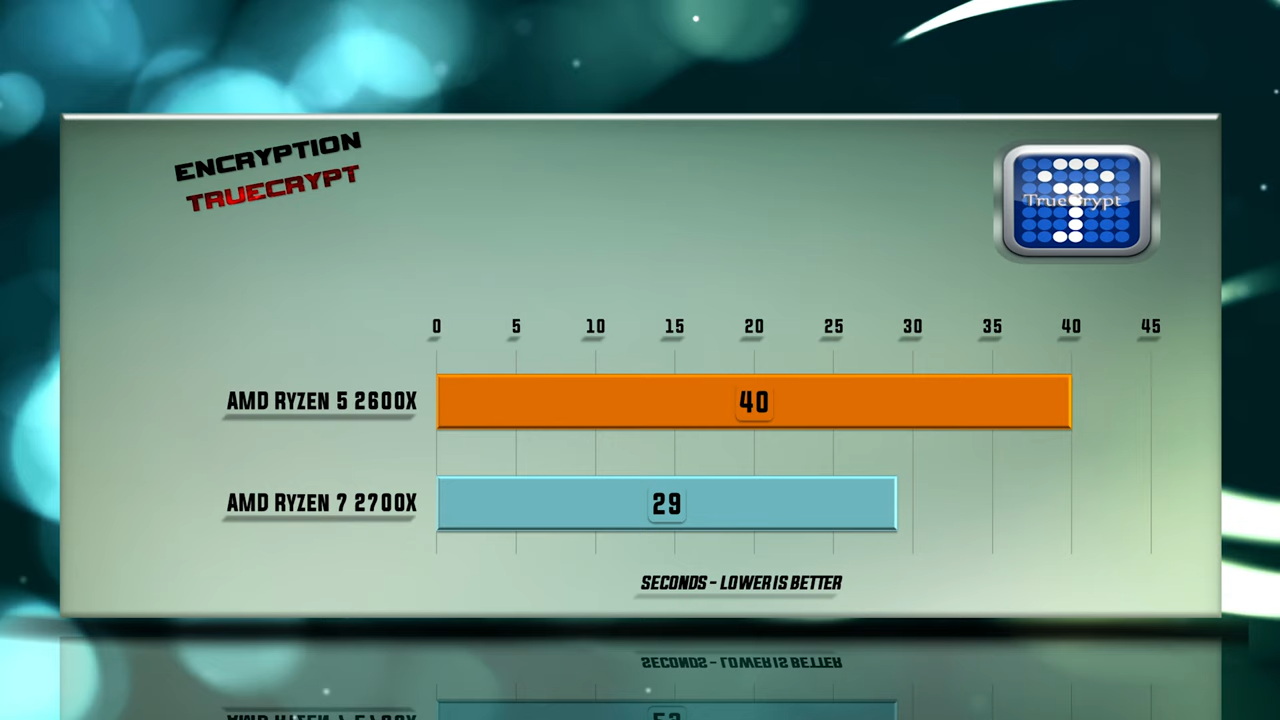 ENCRYPTION
TRUECRYPT
TrueCrypt
0 5 10 15 20 25 30 35 40 45
AMD RYZEN 5 2600X
40
AMD RYZEN 7 2700X
29
SECONDS - LOWER IS BETTER